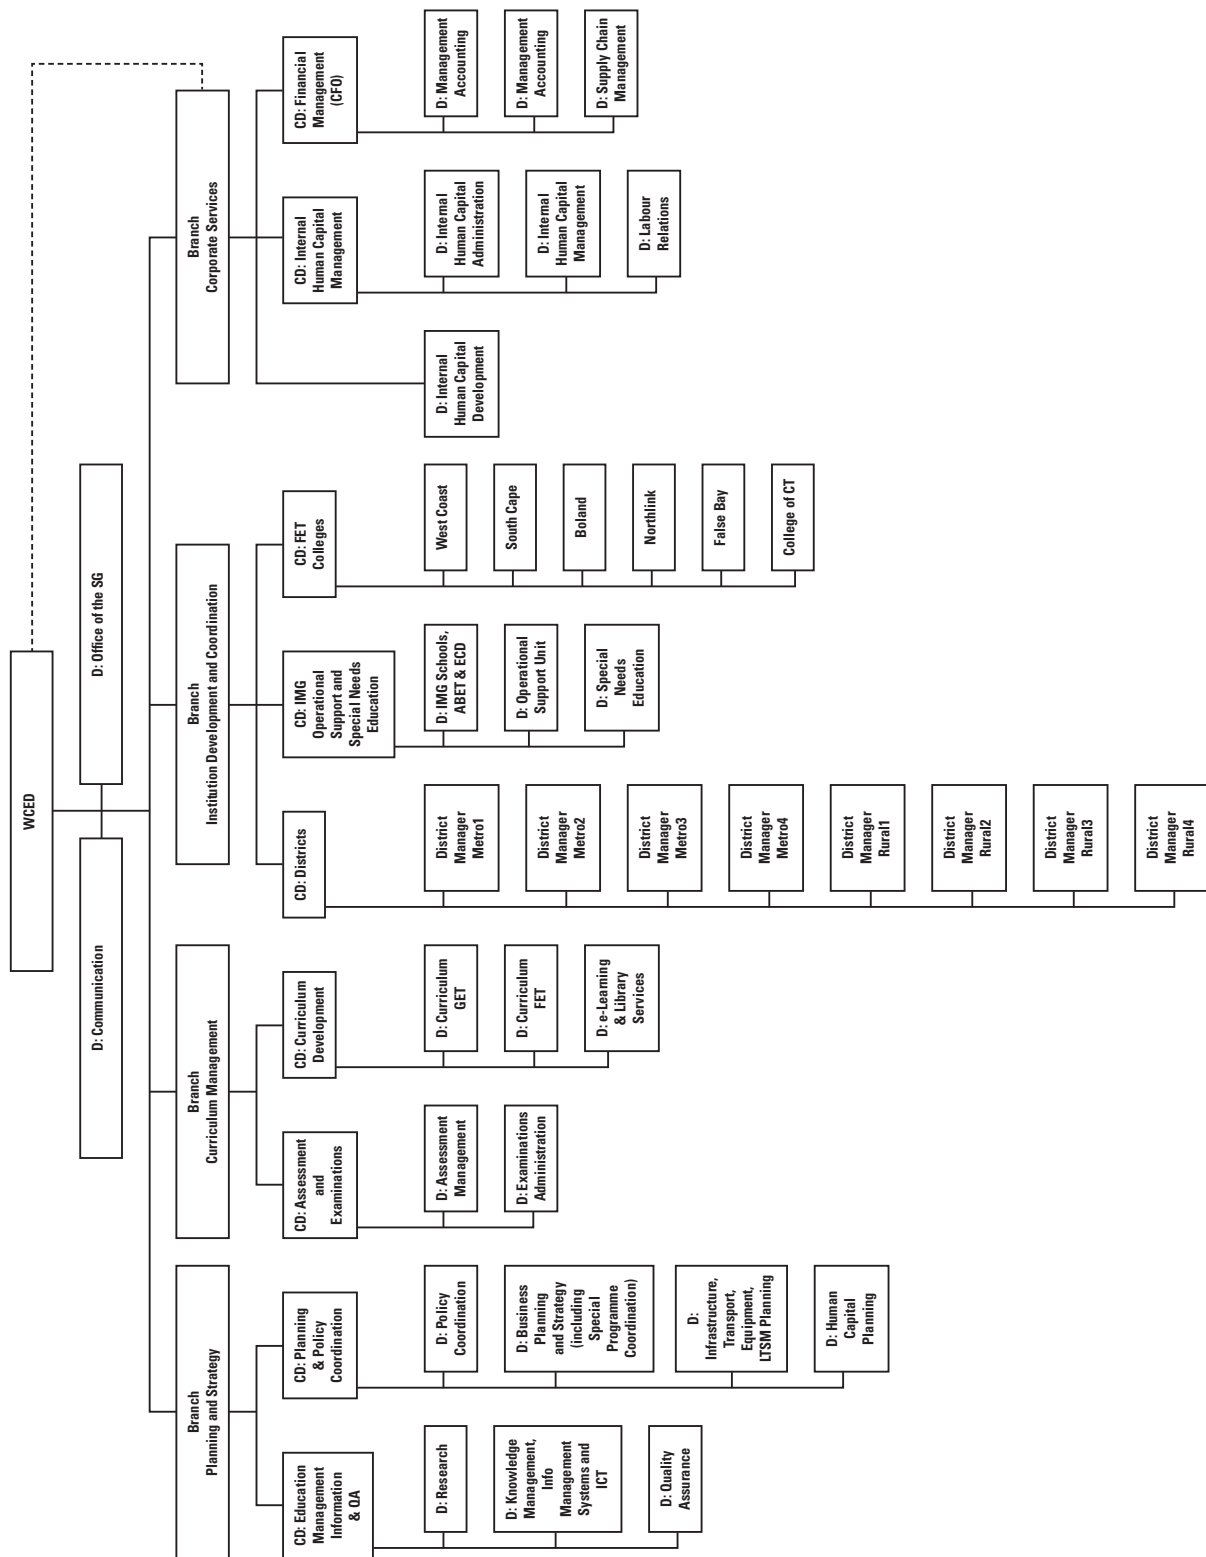 WCED
D: Communication
D: Office of the SG
Branch
Planning and Strategy
Branch
Curriculum Management
Branch
Institution Development and Coordination
Branch
Corporate Services
CD: Education
Management
Information
& QA
CD: Planning
& Policy
Coordination
CD: Assessment
and
Examinations
CD: Curriculum
Development
CD: Districts
CD: IMG
Operational
Support and
Special Needs
Education
CD: FET
Colleges
CD: Internal
Human Capital
Management
CD: Financial
Management
(CFO)
D: Research
D: Knowledge
Management,
Info
Management
Systems and
ICT
D: Quality
Assurance
D: Policy
Coordination
D: Business
Planning
and Strategy
(including
Special
Programme
Coordination)
D:
Infrastructure,
Transport,
Equipment,
LTSM Planning
D: Human
Capital
Planning
D: Assessment
Management
D: Examinations
Administration
D: Curriculum
GET
D: Curriculum
FET
D: e-Learning
& Library
Services
District
Manager
Metro1
District
Manager
Metro2
District
Manager
Metro3
District
Manager
Metro4
District
Manager
Rural1
District
Manager
Rural2
District
Manager
Rural3
District
Manager
Rural4
D: IMG Schools,
ABET & ECD
D: Operational
Support Unit
D: Special
Needs
Education
West Coast
South Cape
Boland
Northlink
False Bay
College of CT
D: Internal
Human Capital
Development
D: Internal
Human Capital
Administration
D: Internal
Human Capital
Management
D: Labour
Relations
D: Management
Accounting
D: Management
Accounting
D: Supply Chain
Management